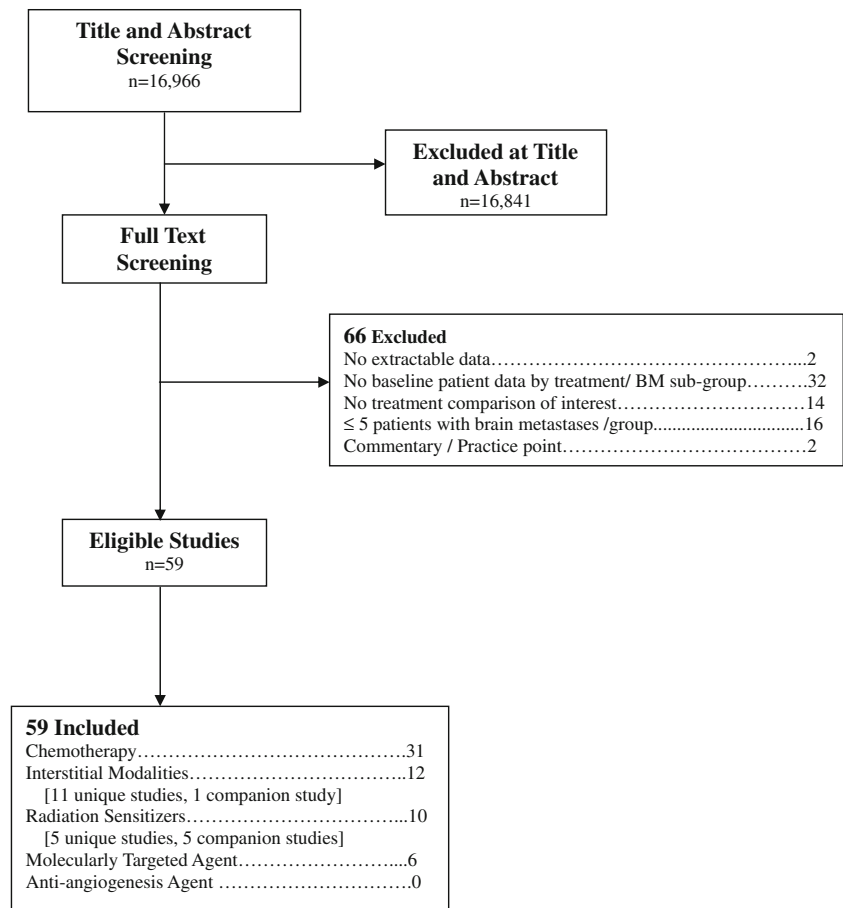 Title and Abstract
Screening
n=16,966
Excluded at Title
and Abstract
n=16,841
Full Text
Screening
66 Excluded
No extractable data……………………………………...2
No baseline patient data by treatment/ BM sub-group……….32
No treatment comparison of interest…………………………14
≤ 5 patients with brain metastases /group...................................16
Commentary / Practice point…………………………………2
Eligible Studies
n=59
59 Included
Chemotherapy………………………………………….31
Interstitial Modalities…………………………………..12
[11 unique studies, 1 companion study]
Radiation Sensitizers…………………………………...10
[5 unique studies, 5 companion studies]
Molecularly Targeted Agent……………………………....6
Anti-angiogenesis Agent ……………………………….0